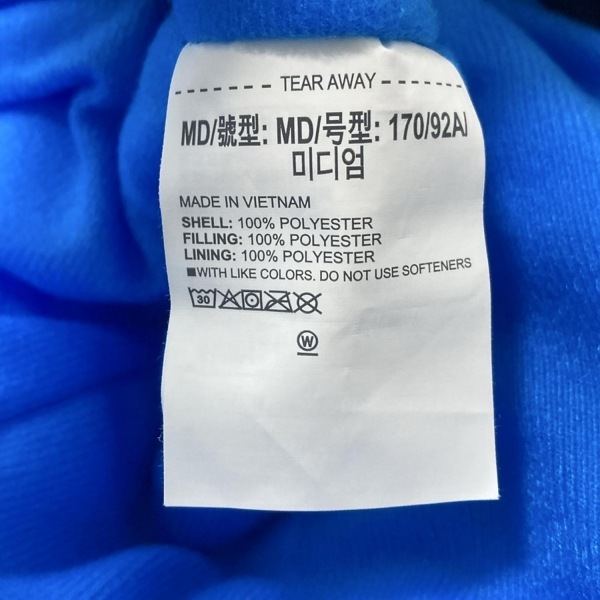 TEAR AWAY
MD/號型: MD/号型: 170/92A/
미디엄
MADE IN VIETNAM
SHELL: 100% POLYESTER
FILLING: 100% POLYESTER
LINING: 100% POLYESTER
■WITH LIKE COLORS. DO NOT USE SOFTENERS
30
W